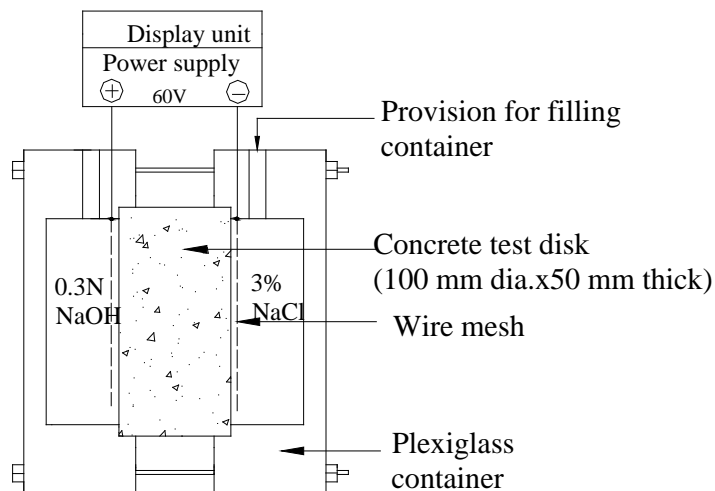 Display unit
Power supply
+
−
60V
Provision for filling
container
Concrete test disk
(100 mm dia.x50 mm thick)
0.3N
NaOH
3%
NaCl
Wire mesh
Plexiglass
container